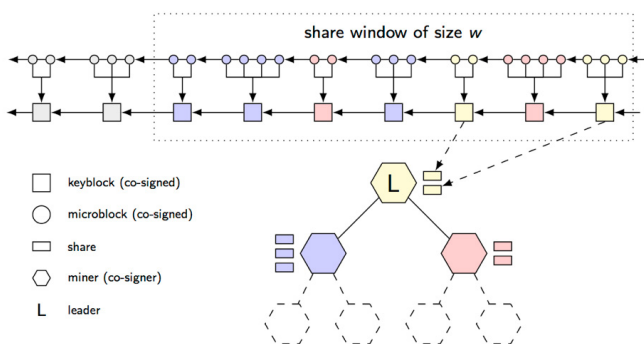 share window of size w
L
keyblock (co-signed)
microblock (co-signed)
share
miner (co-signer)
L leader